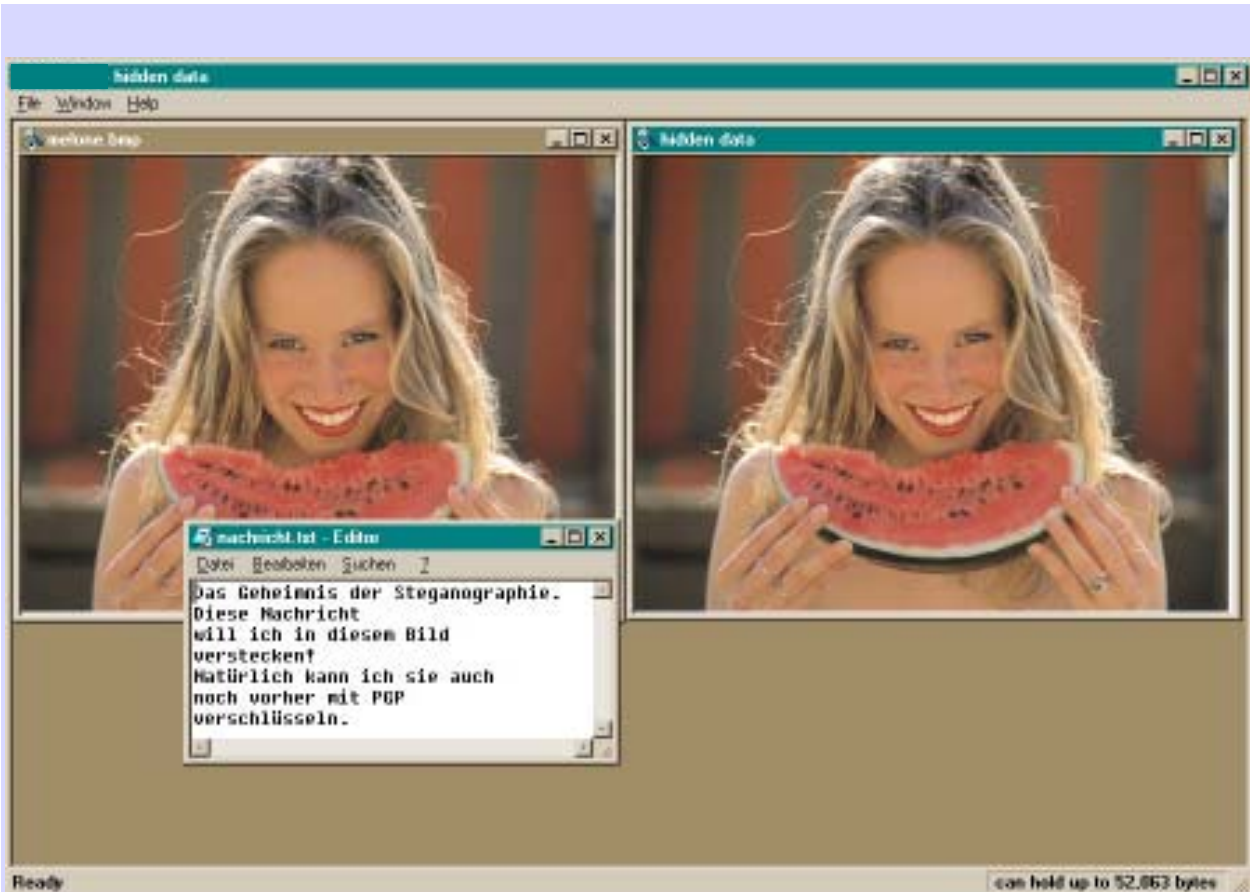 hidden data
File Window Help
melone.bmp
hidden data
nachricht.txt - Editor
Datei Bearbeiten Suchen ?
Das Geheimnis der Steganographie.
Diese Nachricht
will ich in diesem Bild
verstecken!
Natürlich kann ich sie auch
noch vorher mit PGP
verschlüsseln.
Ready
can hold up to 52,863 bytes